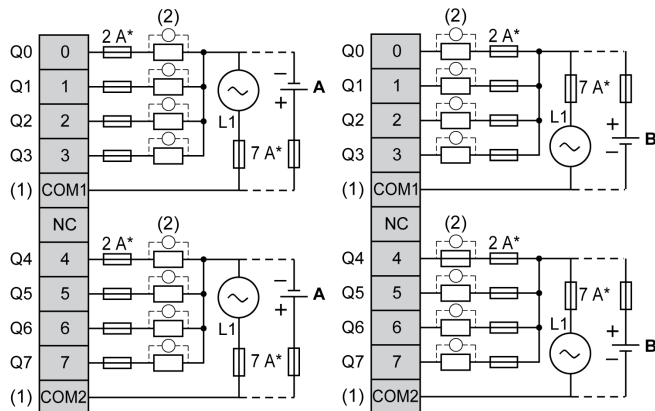 (2)
2 A*
Q0 0
Q1 1
A
Q2 2
L1
Q3 3
7 A*
(1) COM1
NC
(2)
2 A*
Q4 4
Q5 5
A
Q6 6
L1
Q7 7
7 A*
(1) COM2
(2)
2 A*
Q0 0
Q1 1
7 A*
Q2 2
L1
Q3 3
B
(1) COM1
NC
(2)
2 A*
Q4 4
Q5 5
7 A*
Q6 6
L1
Q7 7
B
(1) COM2